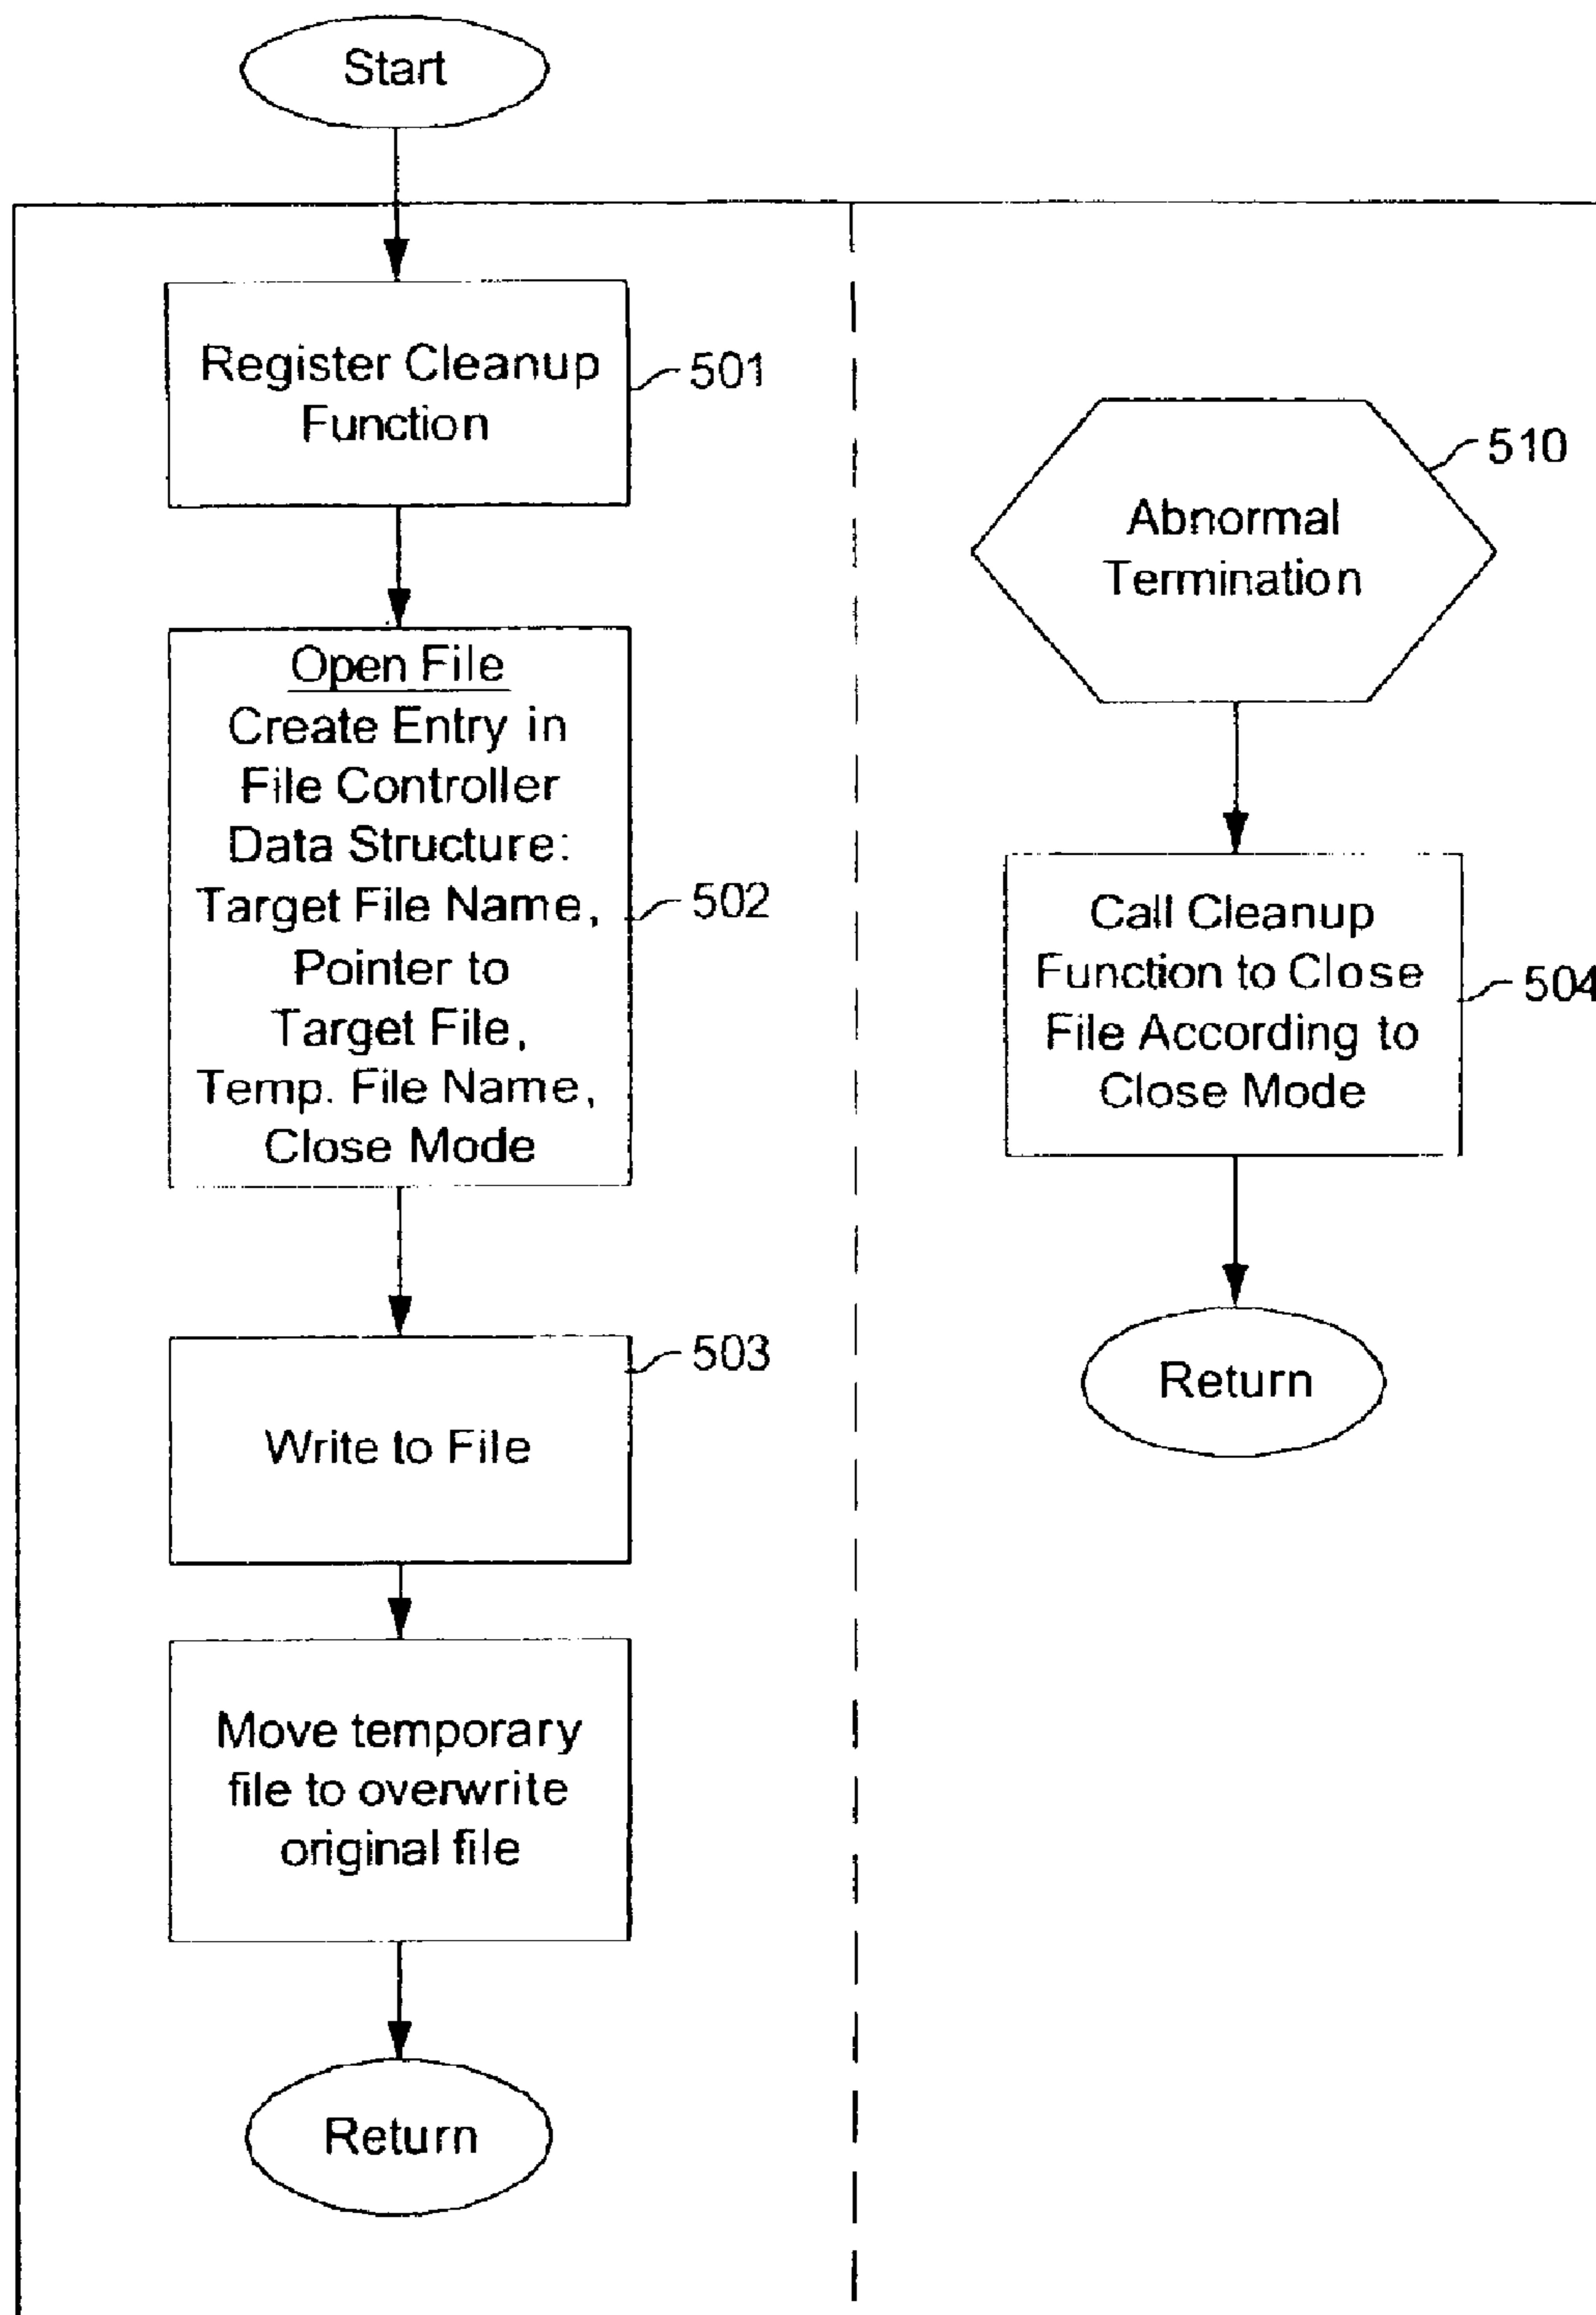 Start
Register Cleanup
Function
501
Open File
Create Entry in
File Controller
Data Structure:
Target File Name,
Pointer to
Target File,
Temp. File Name,
Close Mode
502
503
Write to File
Move temporary
file to overwrite
original file
Return
510
Abnormal
Termination
Call Cleanup
Function to Close
File According to
Close Mode
504
Return